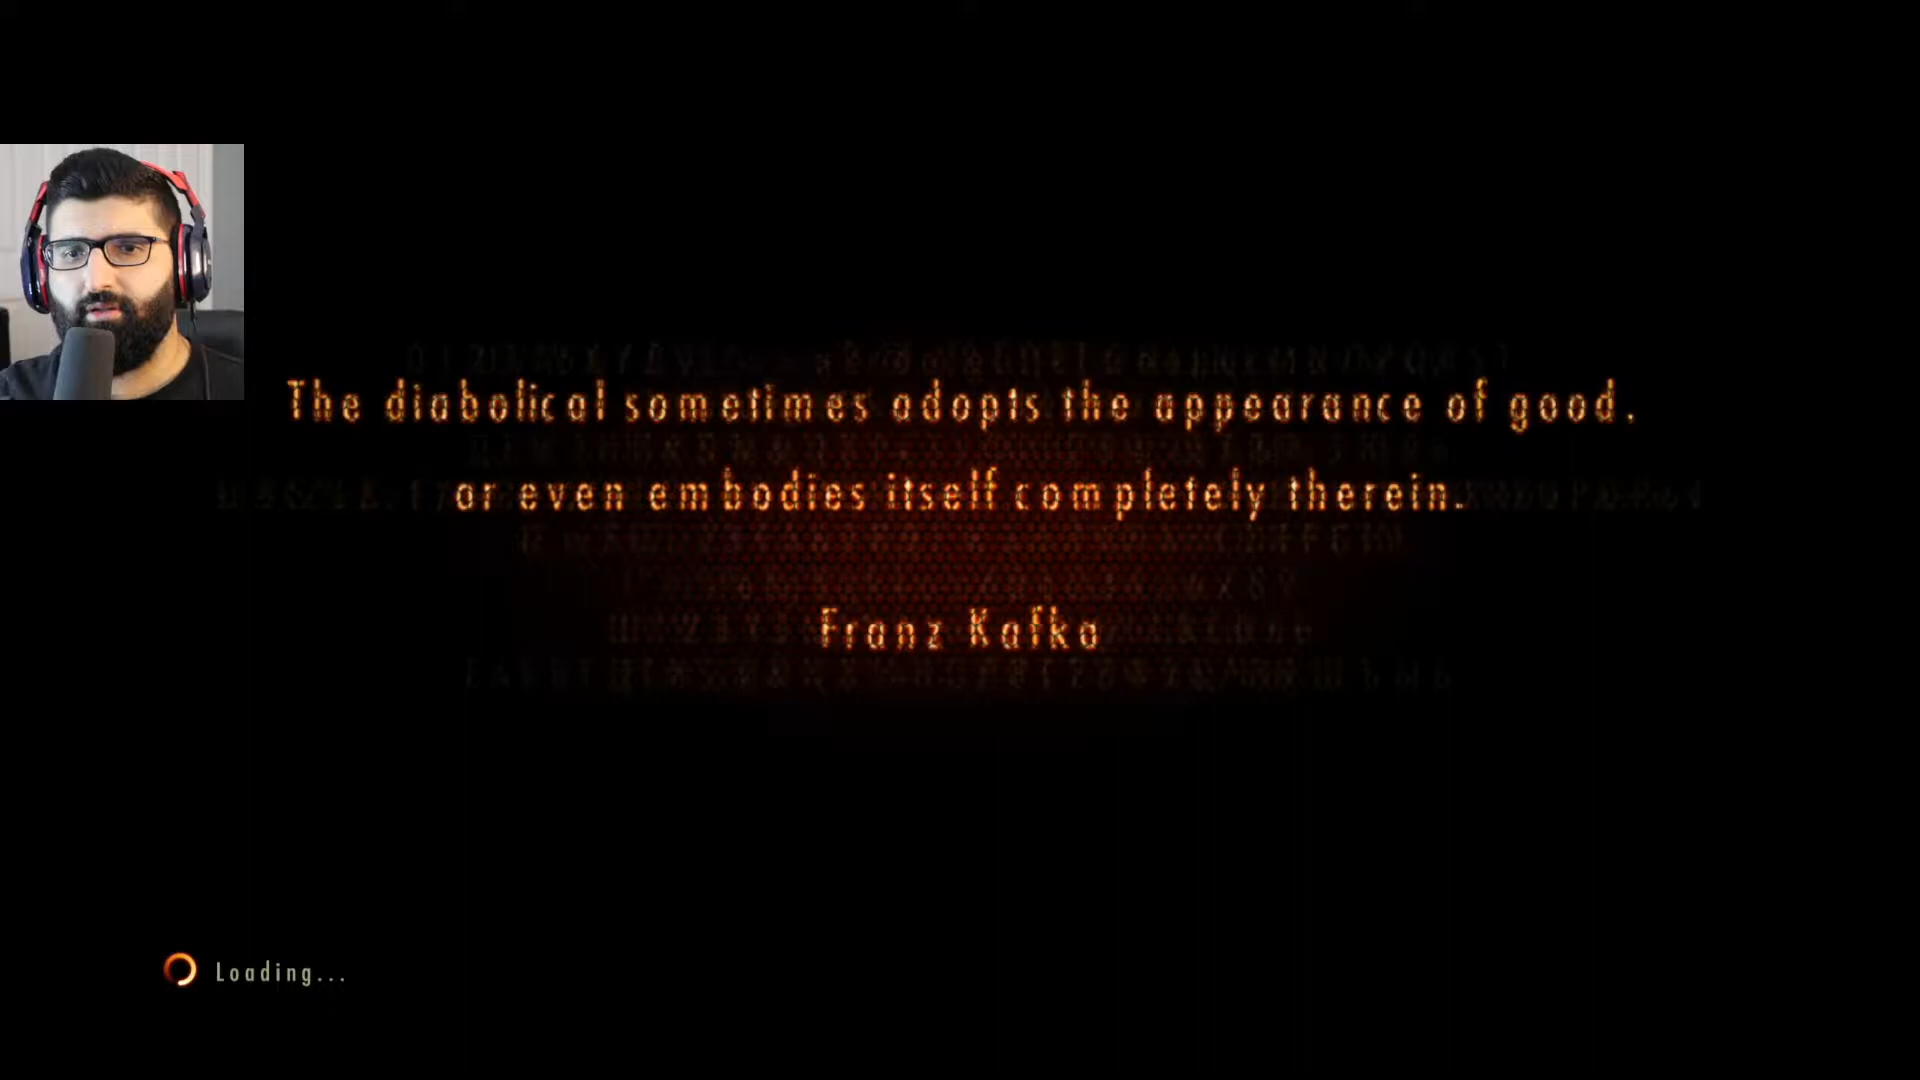 The diabolical sometimes adopts the appearance of good.
or even embodies itself completely therein.
Franz Kafka
Loading...